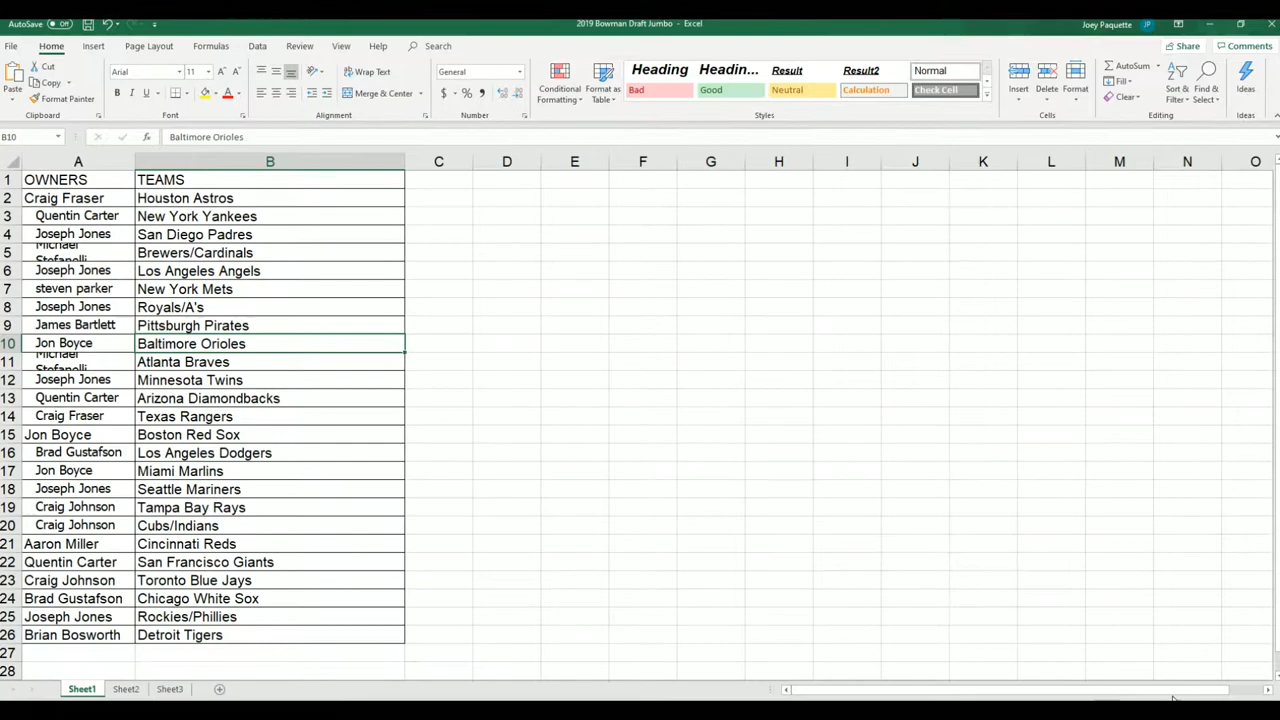 AutoSave Off 2019 Bowman Draft Jumbo - Excel Joey Paquette JP
File Home Insert Page Layout Formulas Data Review View Help Search Share Comments
Paste Cut Copy Format Painter Clipboard
Arial 11 B I U A A Font
Wrap Text Merge & Center Alignment
General $ % , Number
Conditional Formatting Format as Table
Heading Headin... Result Result2 Normal
Bad Good Neutral Calculation Check Cell
Styles
Insert Delete Format Cells
AutoSum Fill Clear Sort & Filter Find & Select Editing
Ideas Ideas
B10 fx Baltimore Orioles
A B C D E F G H I J K L M N O
1 OWNERS TEAMS
2 Craig Fraser Houston Astros
3 Quentin Carter New York Yankees
4 Joseph Jones San Diego Padres
5 Michael Stefanelli Brewers/Cardinals
6 Joseph Jones Los Angeles Angels
7 steven parker New York Mets
8 Joseph Jones Royals/A's
9 James Bartlett Pittsburgh Pirates
10 Jon Boyce Baltimore Orioles
11 Michael Stefanelli Atlanta Braves
12 Joseph Jones Minnesota Twins
13 Quentin Carter Arizona Diamondbacks
14 Craig Fraser Texas Rangers
15 Jon Boyce Boston Red Sox
16 Brad Gustafson Los Angeles Dodgers
17 Jon Boyce Miami Marlins
18 Joseph Jones Seattle Mariners
19 Craig Johnson Tampa Bay Rays
20 Craig Johnson Cubs/Indians
21 Aaron Miller Cincinnati Reds
22 Quentin Carter San Francisco Giants
23 Craig Johnson Toronto Blue Jays
24 Brad Gustafson Chicago White Sox
25 Joseph Jones Rockies/Phillies
26 Brian Bosworth Detroit Tigers
27
28
Sheet1 Sheet2 Sheet3